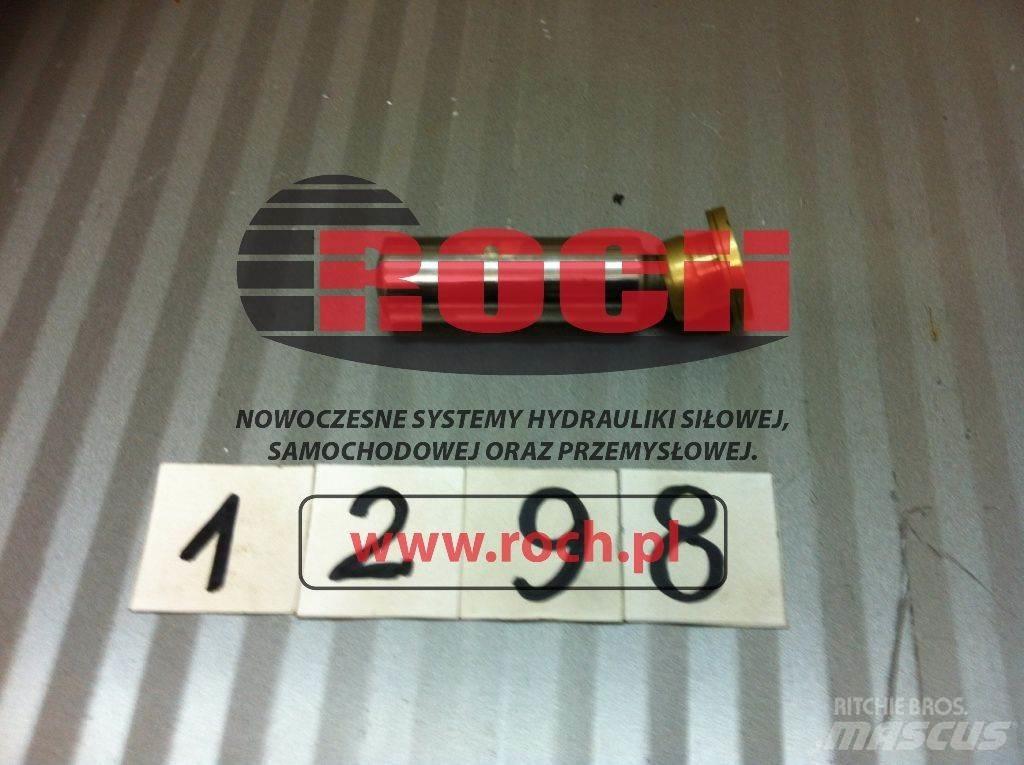 ROCH
NOWOCZESNE SYSTEMY HYDRAULIKI SIŁOWEJ,
SAMOCHODOWEJ ORAZ PRZEMYSŁOWEJ.
1 2 9 8
www.roch.pl
RITCHIE BROS.
MASCUS